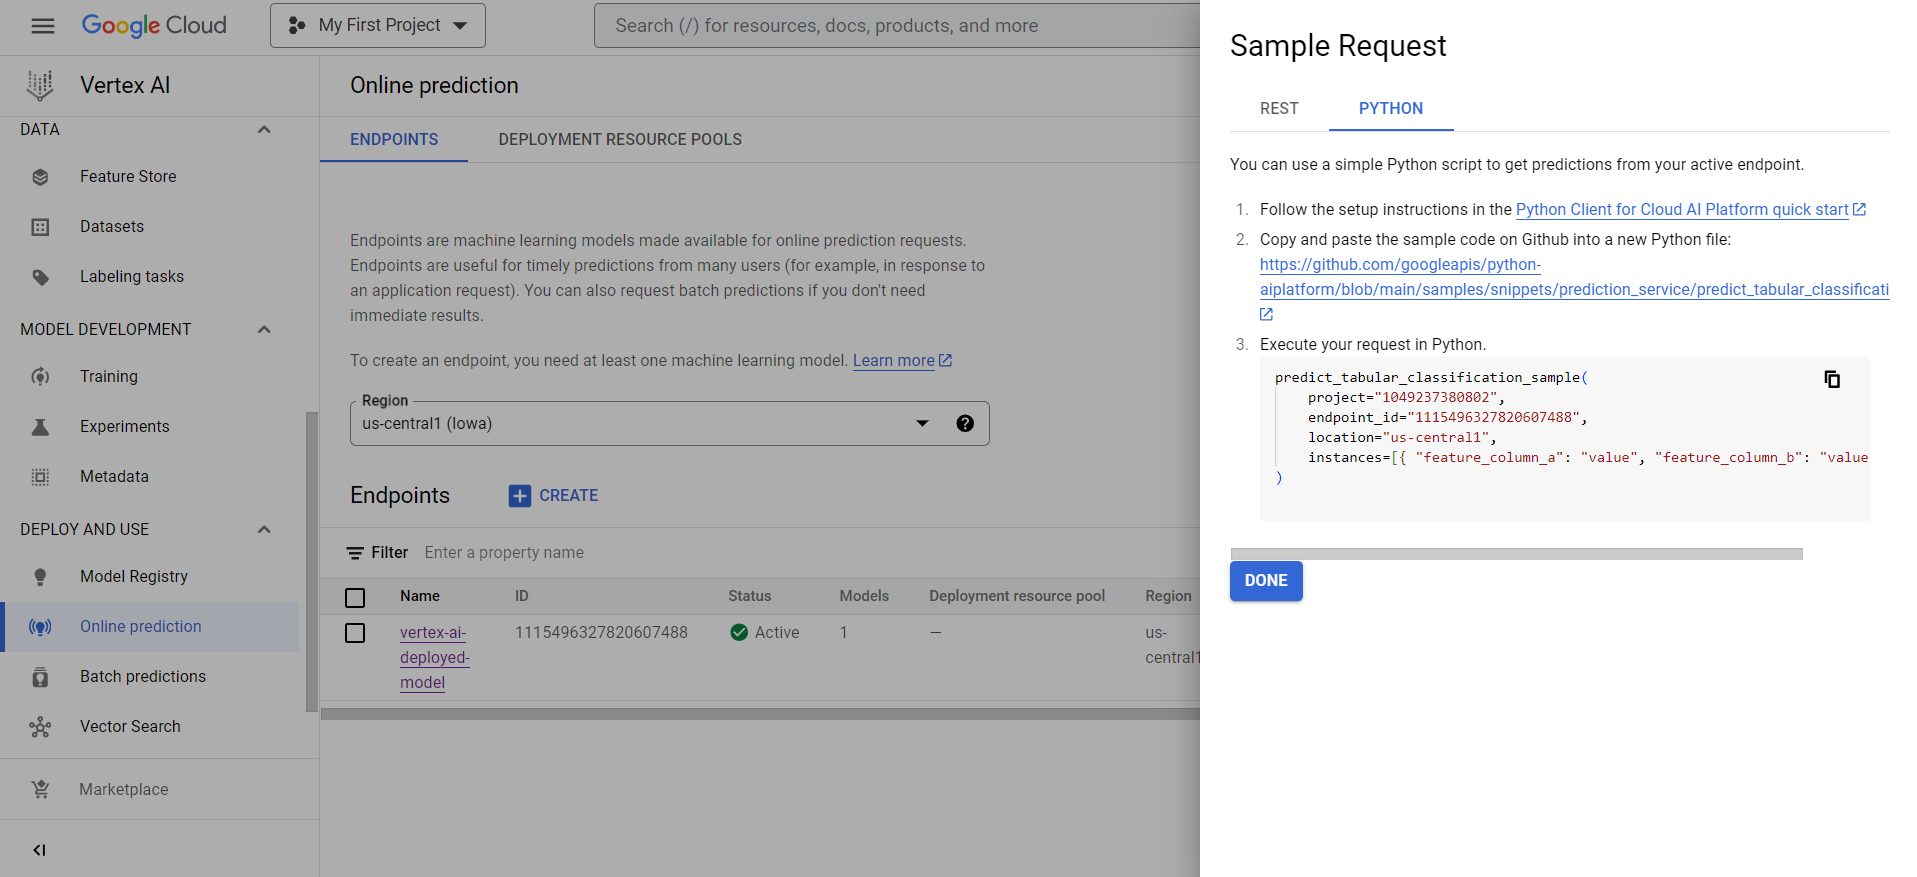 Google Cloud
My First Project
Search (/) for resources, docs, products, and more
Vertex AI
DATA
Feature Store
Datasets
Labeling tasks
MODEL DEVELOPMENT
Training
Experiments
Metadata
DEPLOY AND USE
Model Registry
Online prediction
Batch predictions
Vector Search
Marketplace
Online prediction
ENDPOINTS
DEPLOYMENT RESOURCE POOLS
Endpoints are machine learning models made available for online prediction requests.
Endpoints are useful for timely predictions from many users (for example, in response to
an application request). You can also request batch predictions if you don't need
immediate results.
To create an endpoint, you need at least one machine learning model. Learn more
Region
us-central1 (Iowa)
Endpoints
CREATE
Filter Enter a property name
Name ID Status Models Deployment resource pool Region
vertex-ai- 1115496327820607488 Active 1 — us-
deployed- central1
model
Sample Request
REST PYTHON
You can use a simple Python script to get predictions from your active endpoint.
1. Follow the setup instructions in the Python Client for Cloud AI Platform quick start
2. Copy and paste the sample code on Github into a new Python file:
https://github.com/googleapis/python-
aiplatform/blob/main/samples/snippets/prediction_service/predict_tabular_classificati
3. Execute your request in Python.
predict_tabular_classification_sample(
project="1049237380802",
endpoint_id="1115496327820607488",
location="us-central1",
instances=[{ "feature_column_a": "value", "feature_column_b": "value
)
DONE